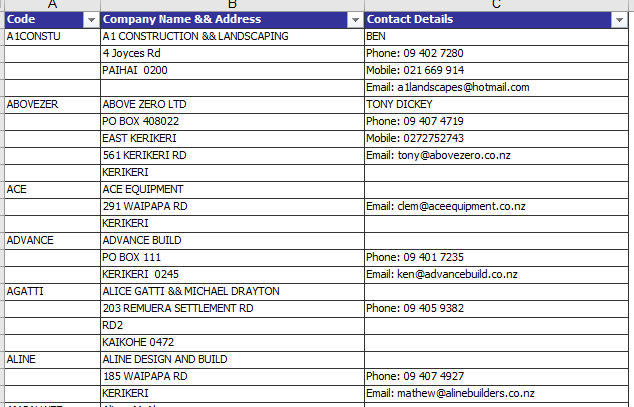 A B C
Code Company Name && Address Contact Details
A1CONSTU A1 CONSTRUCTION && LANDSCAPING BEN
4 Joyces Rd Phone: 09 402 7280
PAIHAI 0200 Mobile: 021 669 914
Email: a1landscapes@hotmail.com
ABOVEZER ABOVE ZERO LTD TONY DICKEY
PO BOX 408022 Phone: 09 407 4719
EAST KERIKERI Mobile: 0272752743
561 KERIKERI RD Email: tony@abovezero.co.nz
KERIKERI
ACE ACE EQUIPMENT
291 WAIPAPA RD Email: clem@aceequipment.co.nz
KERIKERI
ADVANCE ADVANCE BUILD
PO BOX 111 Phone: 09 401 7235
KERIKERI 0245 Email: ken@advancebuild.co.nz
AGATTI ALICE GATTI && MICHAEL DRAYTON
203 REMUERA SETTLEMENT RD Phone: 09 405 9382
RD2
KAIKOHE 0472
ALINE ALINE DESIGN AND BUILD
185 WAIPAPA RD Phone: 09 407 4927
KERIKERI Email: mathew@alinebuilders.co.nz